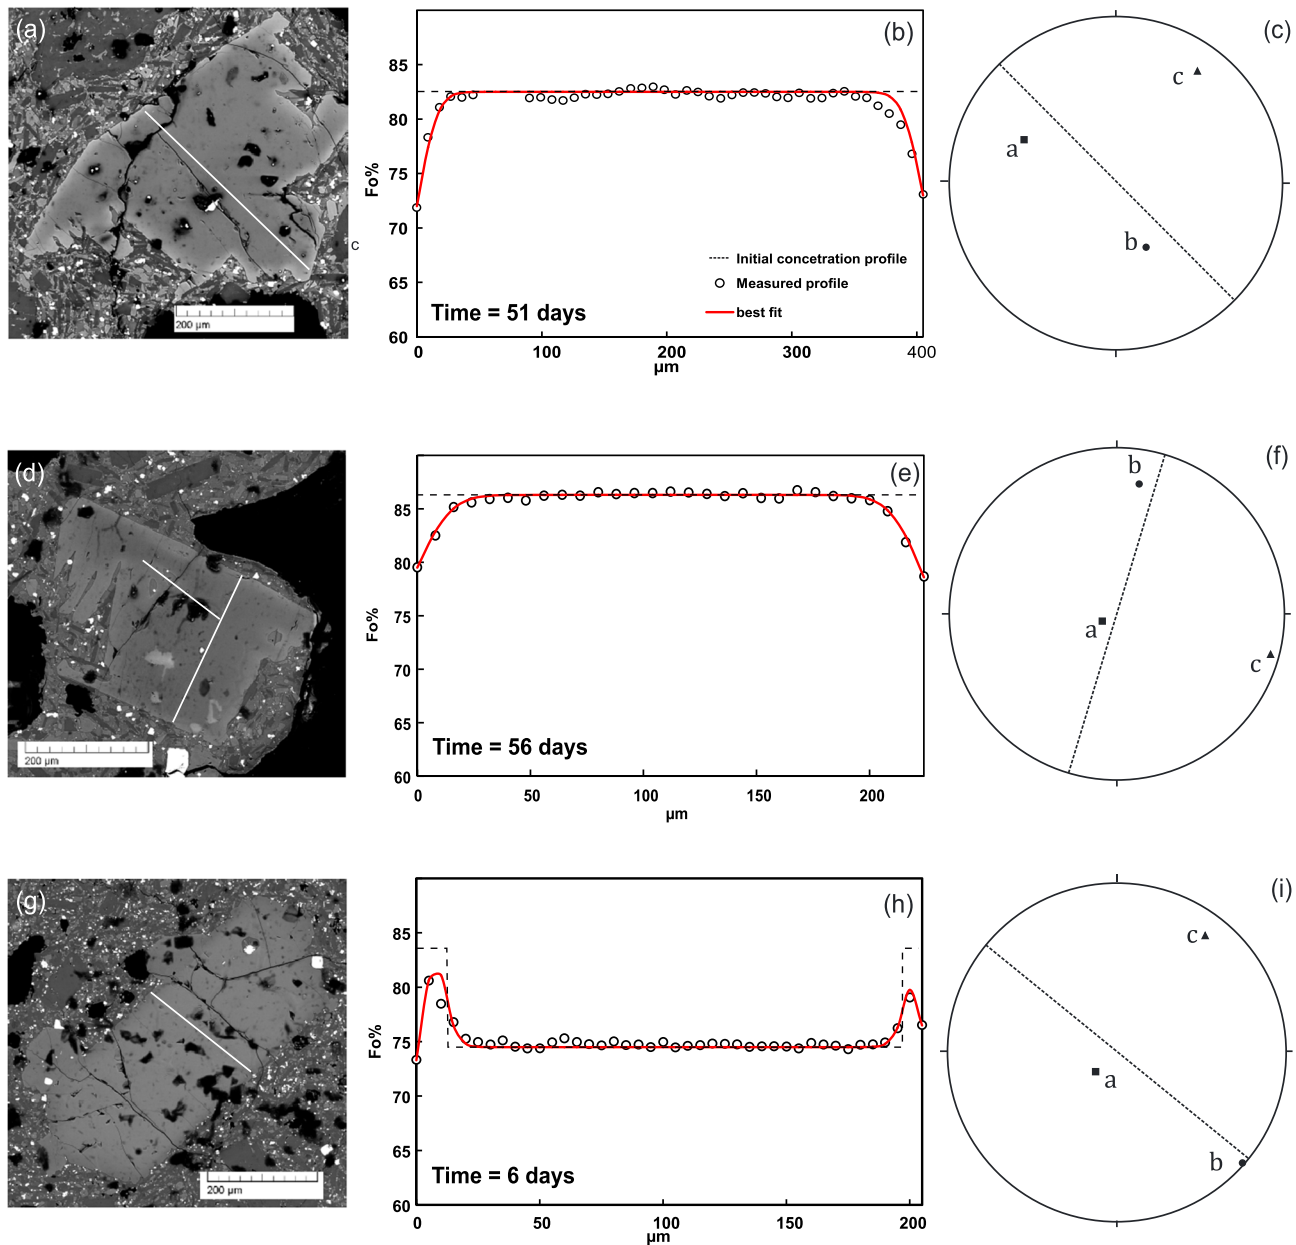 (a)
200 µm
c
(b)
85
80
75
70
65
60
Fo%
Initial concetration profile
Measured profile
best fit
Time = 51 days
0 100 200 300 400
µm
(c)
c
a
b
(d)
200 µm
(e)
85
80
75
70
65
60
Fo%
Time = 56 days
0 50 100 150 200
µm
(f)
b
a
c
(g)
200 µm
(h)
85
80
75
70
65
60
Fo%
Time = 6 days
0 50 100 150 200
µm
(i)
c
a
b